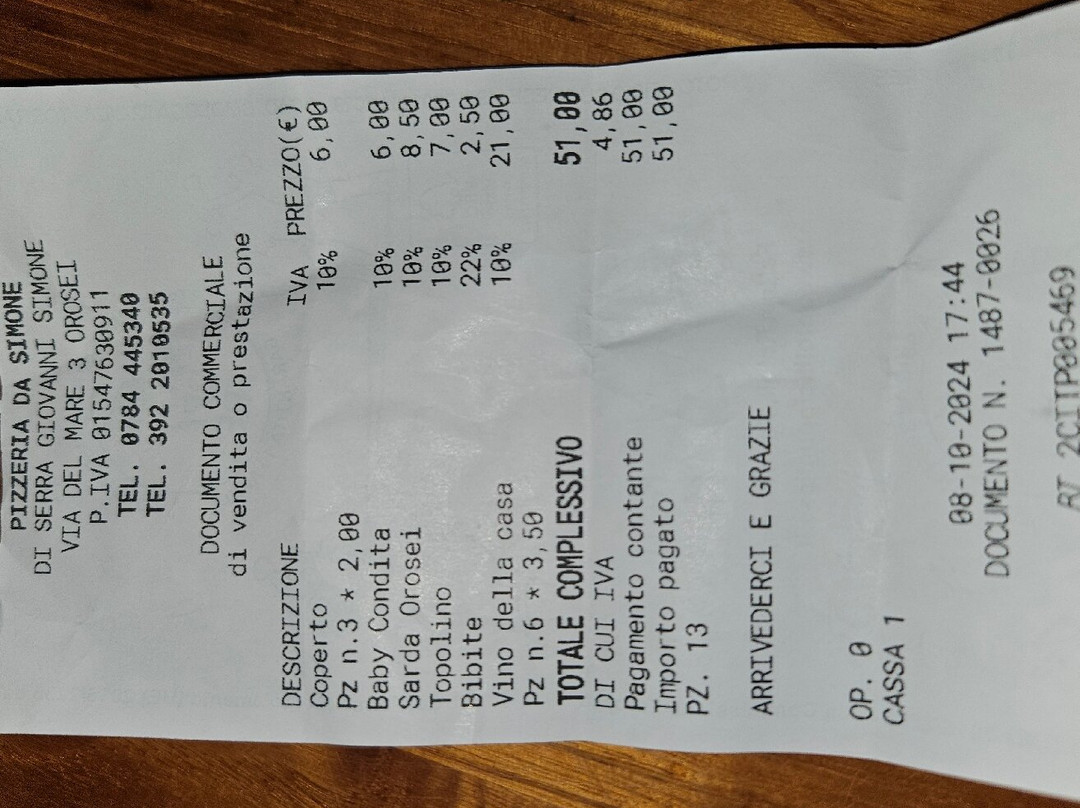 PIZZERIA DA SIMONE
DI SERRA GIOVANNI SIMONE
VIA DEL MARE 3 OROSEI
P.IVA 01547630911
TEL. 0784 445340
TEL. 392 2010535
DOCUMENTO COMMERCIALE
di vendita o prestazione
DESCRIZIONE IVA PREZZO(€)
Coperto 10% 6,00
Pz n.3 * 2,00
Baby Condita 10% 6,00
Sarda Orosei 10% 8,50
Topolino 10% 7,00
Bibite 22% 2,50
Vino della casa 10% 21,00
Pz n.6 * 3,50
TOTALE COMPLESSIVO 51,00
DI CUI IVA 4,86
Pagamento contante 51,00
Importo pagato 51,00
PZ. 13
ARRIVEDERCI E GRAZIE
OP. 0
CASSA 1
08-10-2024 17:44
DOCUMENTO N. 1487-0026
RT 2CITP005469